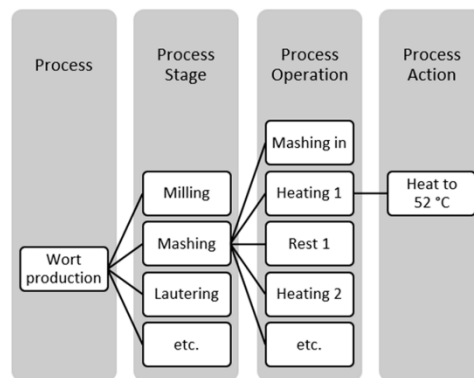 Process
Process
Stage
Process
Operation
Process
Action
Mashing in
Milling
Heating 1
Heat to
52 °C
Wort
production
Mashing
Rest 1
Lautering
Heating 2
etc.
etc.